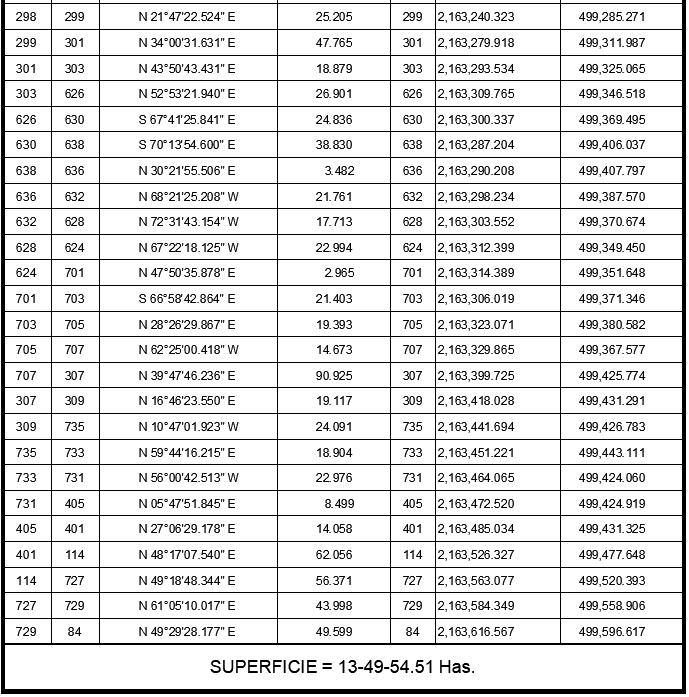 298 299 N 21°47'22.524" E 25.205 299 2,163,240.323 499,285.271
299 301 N 34°00'31.631" E 47.765 301 2,163,279.918 499,311.987
301 303 N 43°50'43.431" E 18.879 303 2,163,293.534 499,325.065
303 626 N 52°53'21.940" E 26.901 626 2,163,309.765 499,346.518
626 630 S 67°41'25.841" E 24.836 630 2,163,300.337 499,369.495
630 638 S 70°13'54.600" E 38.830 638 2,163,287.204 499,406.037
638 636 N 30°21'55.506" E 3.482 636 2,163,290.208 499,407.797
636 632 N 68°21'25.208" W 21.761 632 2,163,298.234 499,387.570
632 628 N 72°31'43.154" W 17.713 628 2,163,303.552 499,370.674
628 624 N 67°22'18.125" W 22.994 624 2,163,312.399 499,349.450
624 701 N 47°50'35.878" E 2.965 701 2,163,314.389 499,351.648
701 703 S 66°58'42.864" E 21.403 703 2,163,306.019 499,371.346
703 705 N 28°26'29.867" E 19.393 705 2,163,323.071 499,380.582
705 707 N 62°25'00.418" W 14.673 707 2,163,329.865 499,367.577
707 307 N 39°47'46.236" E 90.925 307 2,163,399.725 499,425.774
307 309 N 16°46'23.550" E 19.117 309 2,163,418.028 499,431.291
309 735 N 10°47'01.923" W 24.091 735 2,163,441.694 499,426.783
735 733 N 59°44'16.215" E 18.904 733 2,163,451.221 499,443.111
733 731 N 56°00'42.513" W 22.976 731 2,163,464.065 499,424.060
731 405 N 05°47'51.845" E 8.499 405 2,163,472.520 499,424.919
405 401 N 27°06'29.178" E 14.058 401 2,163,485.034 499,431.325
401 114 N 48°17'07.540" E 62.056 114 2,163,526.327 499,477.648
114 727 N 49°18'48.344" E 56.371 727 2,163,563.077 499,520.393
727 729 N 61°05'10.017" E 43.998 729 2,163,584.349 499,558.906
729 84 N 49°29'28.177" E 49.599 84 2,163,616.567 499,596.617
SUPERFICIE = 13-49-54.51 Has.